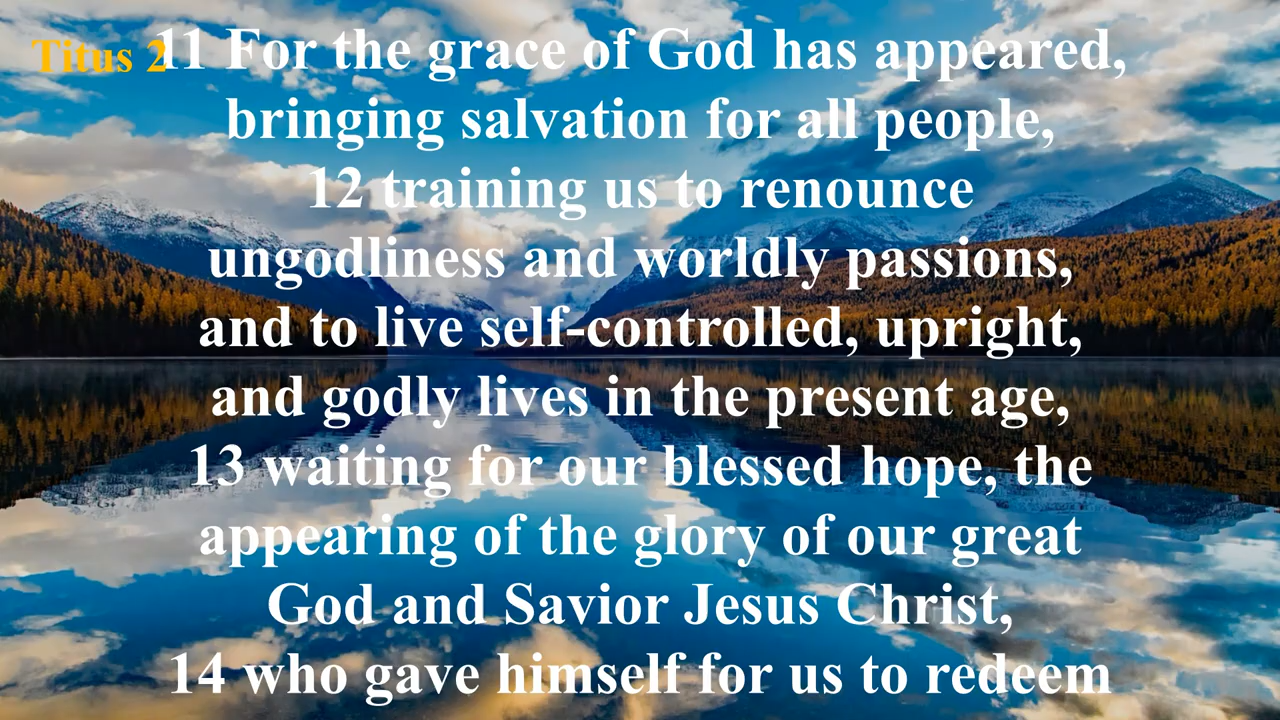 Titus 2
11 For the grace of God has appeared,
bringing salvation for all people,
12 training us to renounce
ungodliness and worldly passions,
and to live self-controlled, upright,
and godly lives in the present age,
13 waiting for our blessed hope, the
appearing of the glory of our great
God and Savior Jesus Christ,
14 who gave himself for us to redeem